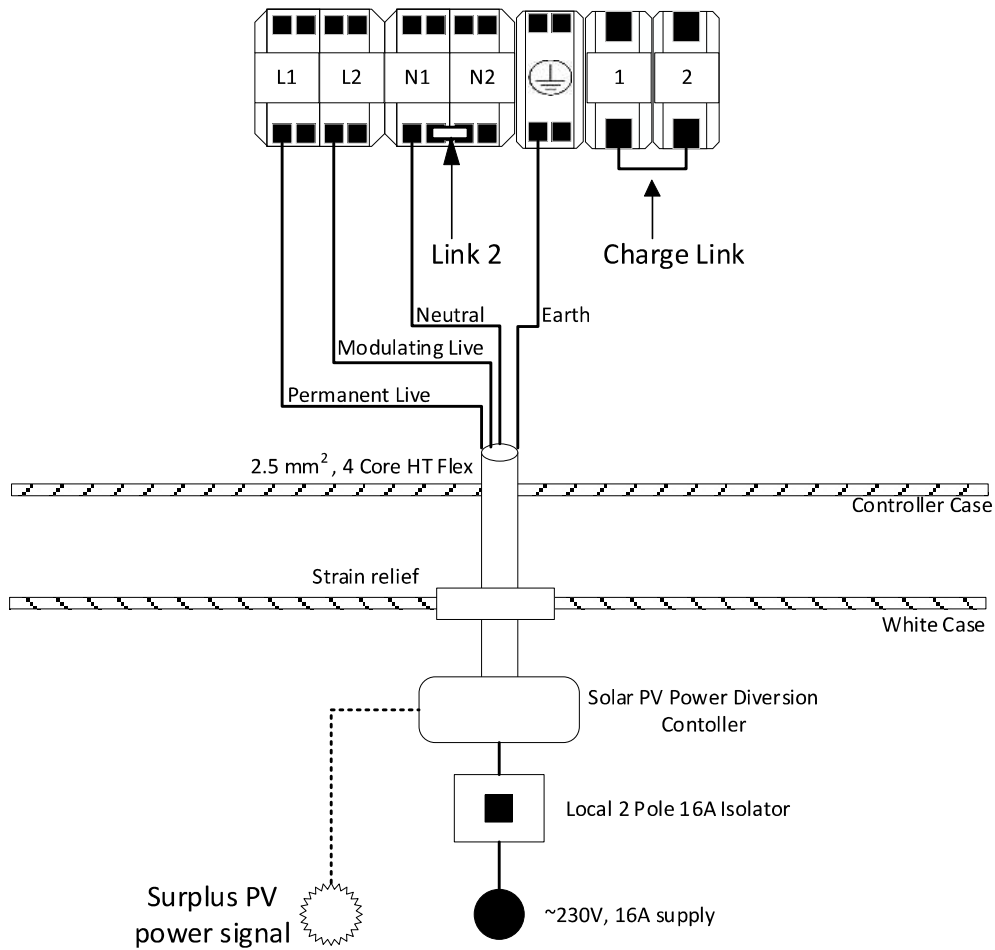 L1 L2 N1 N2 1 2
Link 2
Charge Link
Neutral
Earth
Modulating Live
Permanent Live
2.5 mm², 4 Core HT Flex
Controller Case
Strain relief
White Case
Solar PV Power Diversion
Contoller
Local 2 Pole 16A Isolator
Surplus PV
power signal
~230V, 16A supply